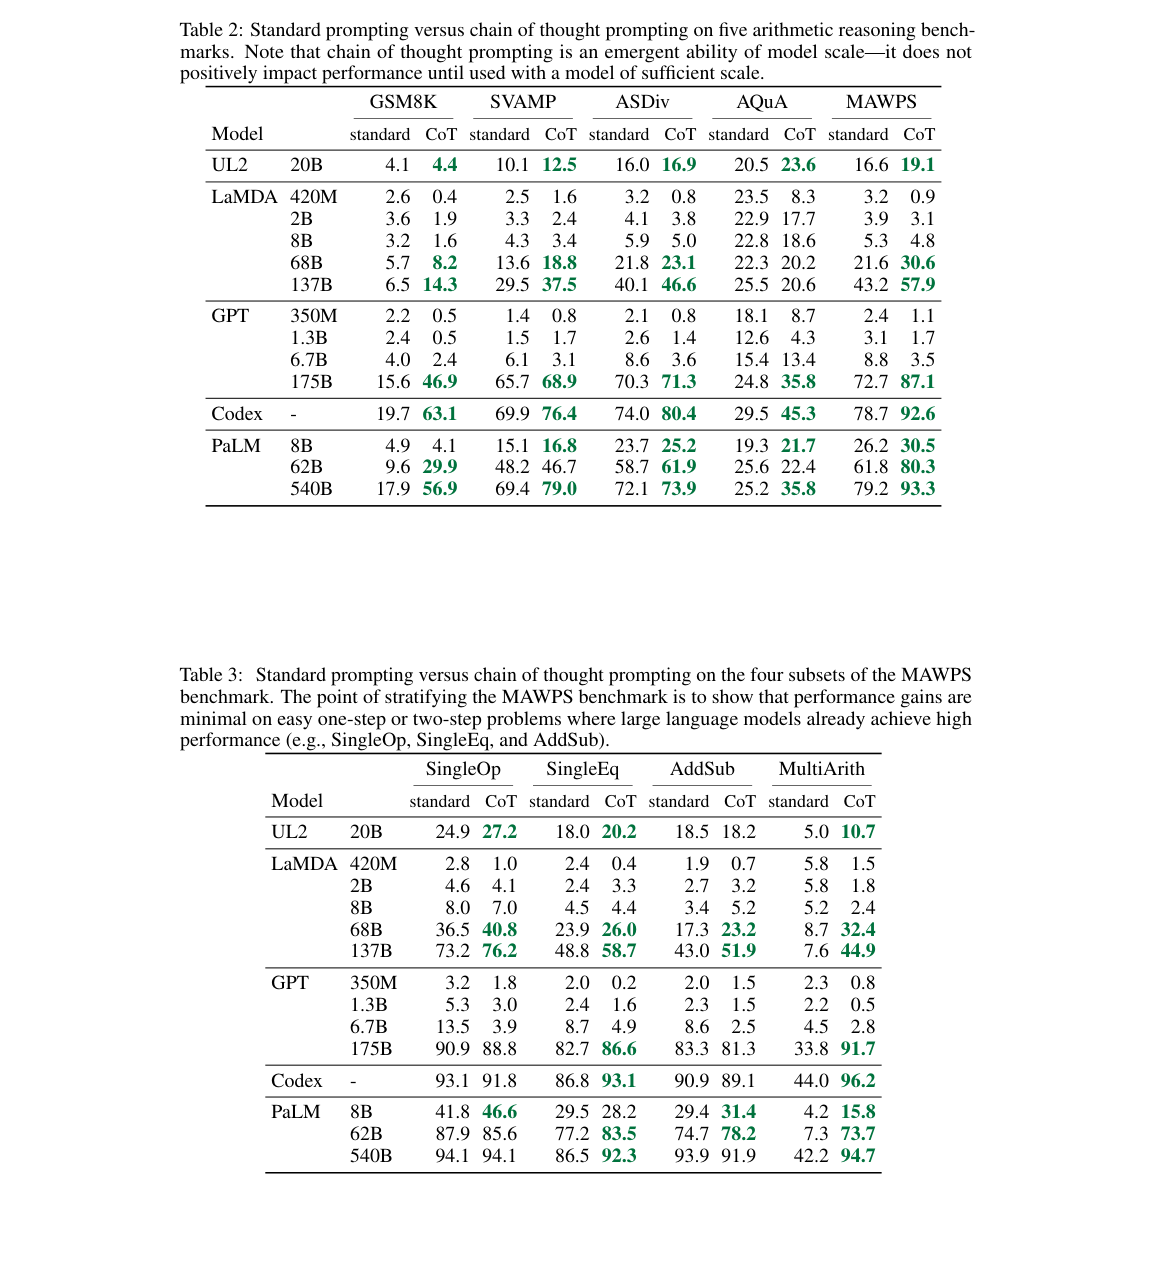 Table 2: Standard prompting versus chain of thought prompting on five arithmetic reasoning bench-
marks. Note that chain of thought prompting is an emergent ability of model scale—it does not
positively impact performance until used with a model of sufficient scale.
GSM8K SVAMP ASDiv AQuA MAWPS
Model standard CoT standard CoT standard CoT standard CoT standard CoT
UL2 20B 4.1 4.4 10.1 12.5 16.0 16.9 20.5 23.6 16.6 19.1
LaMDA 420M 2.6 0.4 2.5 1.6 3.2 0.8 23.5 8.3 3.2 0.9
2B 3.6 1.9 3.3 2.4 4.1 3.8 22.9 17.7 3.9 3.1
8B 3.2 1.6 4.3 3.4 5.9 5.0 22.8 18.6 5.3 4.8
68B 5.7 8.2 13.6 18.8 21.8 23.1 22.3 20.2 21.6 30.6
137B 6.5 14.3 29.5 37.5 40.1 46.6 25.5 20.6 43.2 57.9
GPT 350M 2.2 0.5 1.4 0.8 2.1 0.8 18.1 8.7 2.4 1.1
1.3B 2.4 0.5 1.5 1.7 2.6 1.4 12.6 4.3 3.1 1.7
6.7B 4.0 2.4 6.1 3.1 8.6 3.6 15.4 13.4 8.8 3.5
175B 15.6 46.9 65.7 68.9 70.3 71.3 24.8 35.8 72.7 87.1
Codex - 19.7 63.1 69.9 76.4 74.0 80.4 29.5 45.3 78.7 92.6
PaLM 8B 4.9 4.1 15.1 16.8 23.7 25.2 19.3 21.7 26.2 30.5
62B 9.6 29.9 48.2 46.7 58.7 61.9 25.6 22.4 61.8 80.3
540B 17.9 56.9 69.4 79.0 72.1 73.9 25.2 35.8 79.2 93.3
Table 3: Standard prompting versus chain of thought prompting on the four subsets of the MAWPS
benchmark. The point of stratifying the MAWPS benchmark is to show that performance gains are
minimal on easy one-step or two-step problems where large language models already achieve high
performance (e.g., SingleOp, SingleEq, and AddSub).
SingleOp SingleEq AddSub MultiArith
Model standard CoT standard CoT standard CoT standard CoT
UL2 20B 24.9 27.2 18.0 20.2 18.5 18.2 5.0 10.7
LaMDA 420M 2.8 1.0 2.4 0.4 1.9 0.7 5.8 1.5
2B 4.6 4.1 2.4 3.3 2.7 3.2 5.8 1.8
8B 8.0 7.0 4.5 4.4 3.4 5.2 5.2 2.4
68B 36.5 40.8 23.9 26.0 17.3 23.2 8.7 32.4
137B 73.2 76.2 48.8 58.7 43.0 51.9 7.6 44.9
GPT 350M 3.2 1.8 2.0 0.2 2.0 1.5 2.3 0.8
1.3B 5.3 3.0 2.4 1.6 2.3 1.5 2.2 0.5
6.7B 13.5 3.9 8.7 4.9 8.6 2.5 4.5 2.8
175B 90.9 88.8 82.7 86.6 83.3 81.3 33.8 91.7
Codex - 93.1 91.8 86.8 93.1 90.9 89.1 44.0 96.2
PaLM 8B 41.8 46.6 29.5 28.2 29.4 31.4 4.2 15.8
62B 87.9 85.6 77.2 83.5 74.7 78.2 7.3 73.7
540B 94.1 94.1 86.5 92.3 93.9 91.9 42.2 94.7